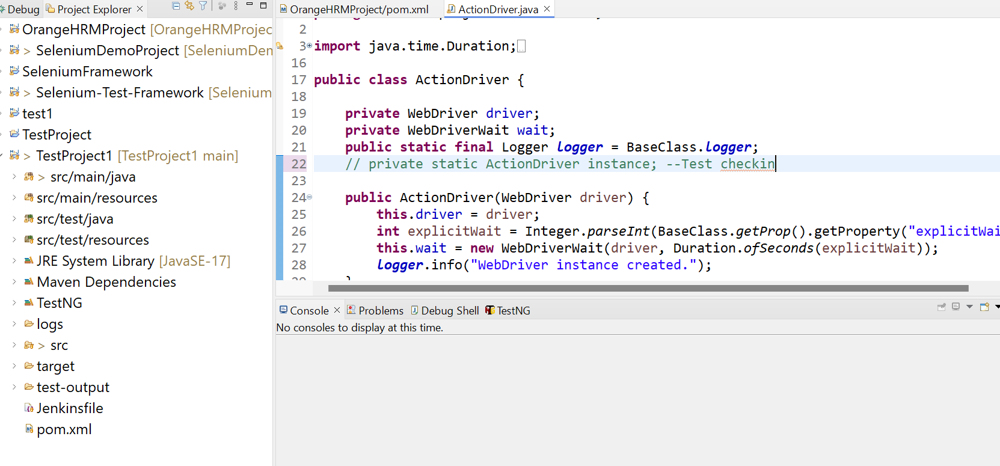 Debug Project Explorer
OrangeHRMProject [OrangeHRMProjec
> SeleniumDemoProject [SeleniumDem
SeleniumFramework
> Selenium-Test-Framework [Selenium
test1
TestProject
> TestProject1 [TestProject1 main]
> src/main/java
src/main/resources
src/test/java
src/test/resources
JRE System Library [JavaSE-17]
Maven Dependencies
TestNG
logs
> src
target
test-output
Jenkinsfile
pom.xml
OrangeHRMProject/pom.xml ActionDriver.java
2
3 import java.time.Duration;
16
17 public class ActionDriver {
18
19 private WebDriver driver;
20 private WebDriverWait wait;
21 public static final Logger logger = BaseClass.logger;
22 // private static ActionDriver instance; --Test checkin
23
24 public ActionDriver(WebDriver driver) {
25 this.driver = driver;
26 int explicitWait = Integer.parseInt(BaseClass.getProp().getProperty("explicitWai
27 this.wait = new WebDriverWait(driver, Duration.ofSeconds(explicitWait));
28 logger.info("WebDriver instance created.");
Console Problems Debug Shell TestNG
No consoles to display at this time.